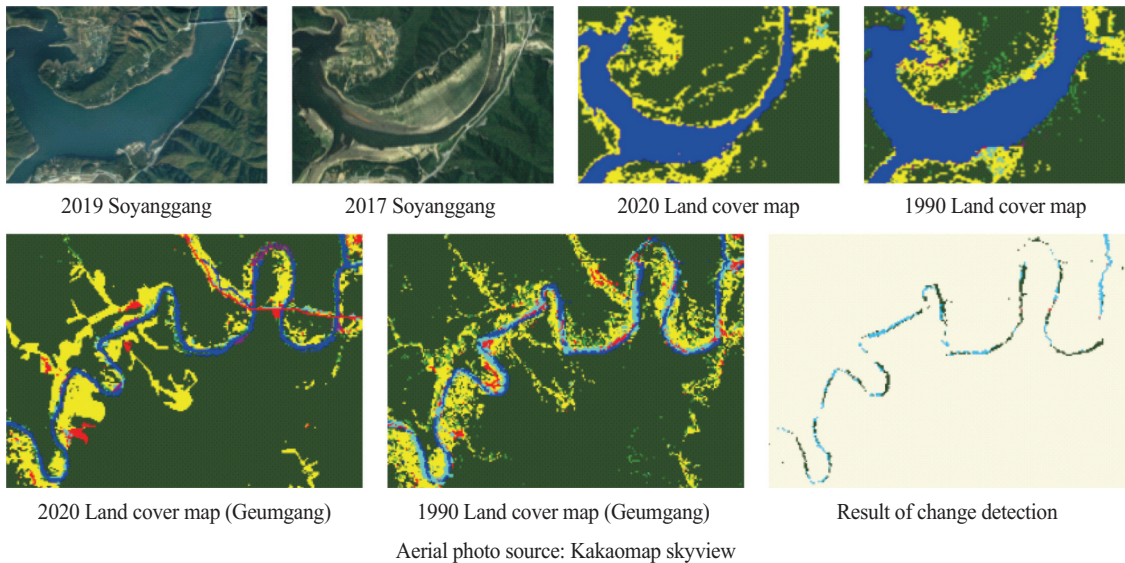 2019 Soyanggang
2017 Soyanggang
2020 Land cover map
1990 Land cover map
2020 Land cover map (Geumgang)
1990 Land cover map (Geumgang)
Result of change detection
Aerial photo source: Kakaomap skyview